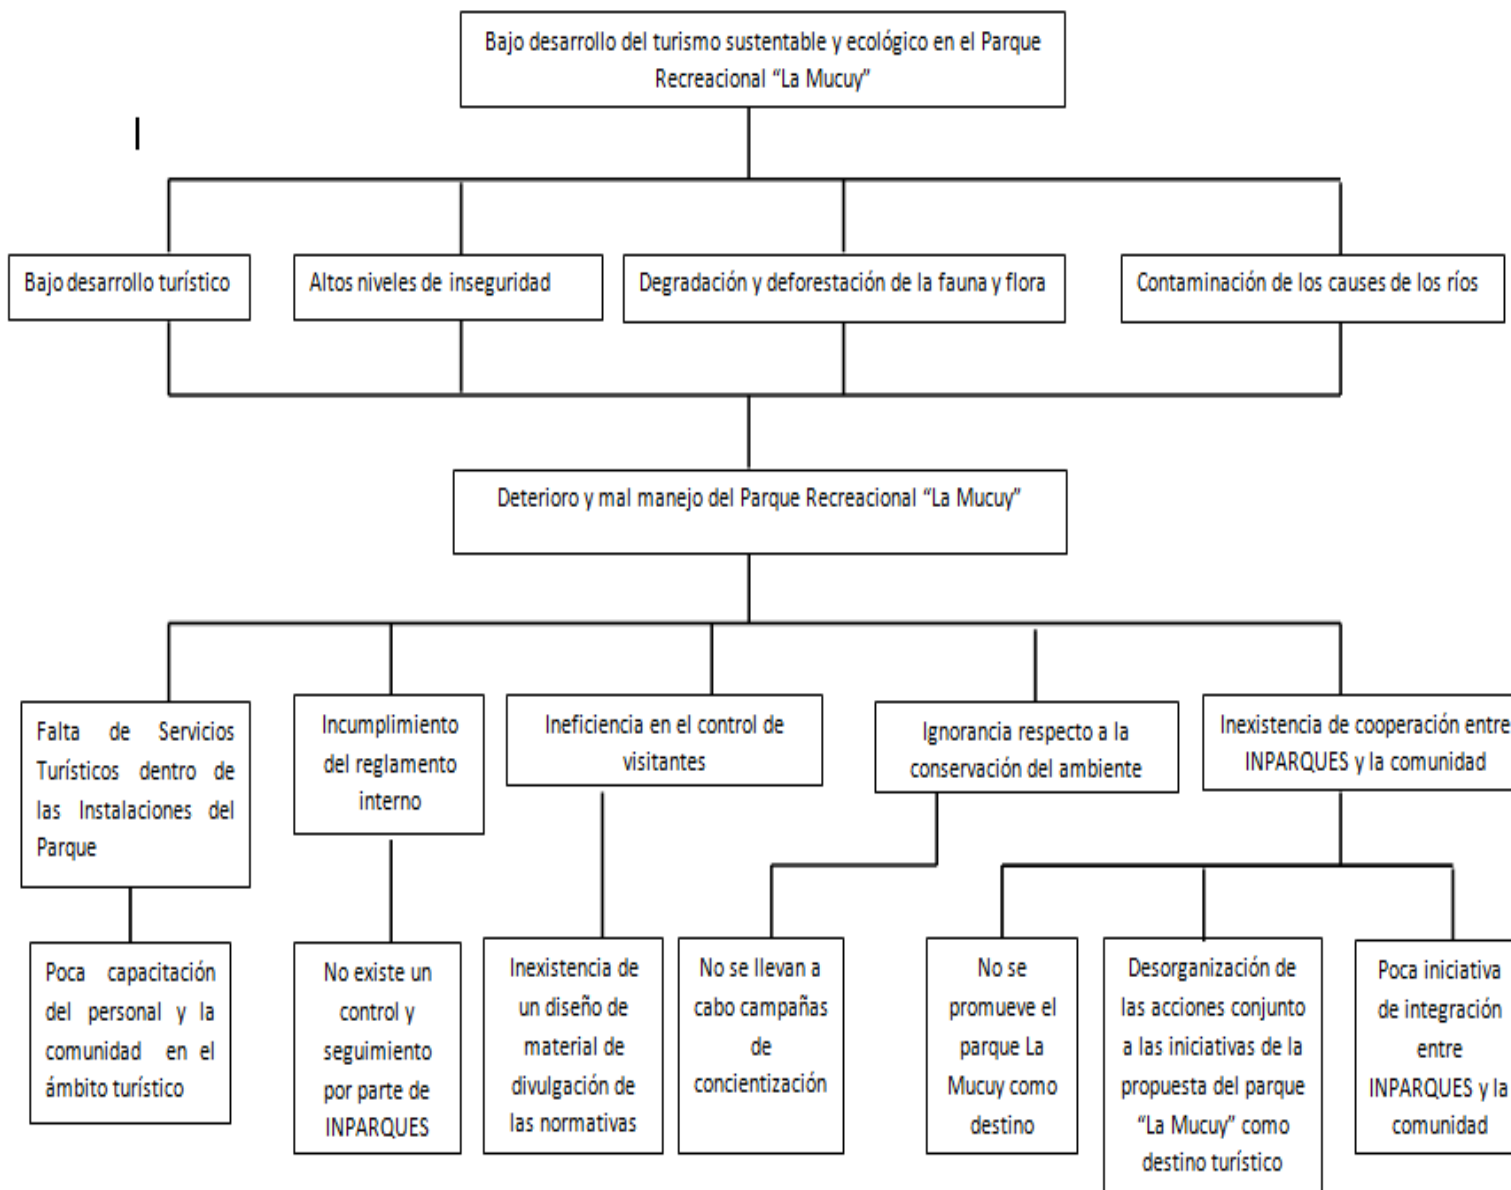 Bajo desarrollo del turismo sustentable y ecológico en el Parque
Recreacional “La Mucuy”
Bajo desarrollo turístico
Altos niveles de inseguridad
Degradación y deforestación de la fauna y flora
Contaminación de los causes de los ríos
Deterioro y mal manejo del Parque Recreacional “La Mucuy”
Falta de Servicios
Turísticos dentro de
las Instalaciones del
Parque
Incumplimiento
del reglamento
interno
Ineficiencia en el control de
visitantes
Ignorancia respecto a la
conservación del ambiente
Inexistencia de cooperación entre
INPARQUES y la comunidad
Poca capacitación
del personal y la
comunidad en el
ámbito turístico
No existe un
control y
seguimiento
por parte de
INPARQUES
Inexistencia de
un diseño de
material de
divulgación de
las normativas
No se llevan a
cabo campañas
de
concientización
No se
promueve el
parque La
Mucuy como
destino
Desorganización de
las acciones conjunto
a las iniciativas de la
propuesta del parque
“La Mucuy” como
destino turístico
Poca iniciativa
de integración
entre
INPARQUES y la
comunidad